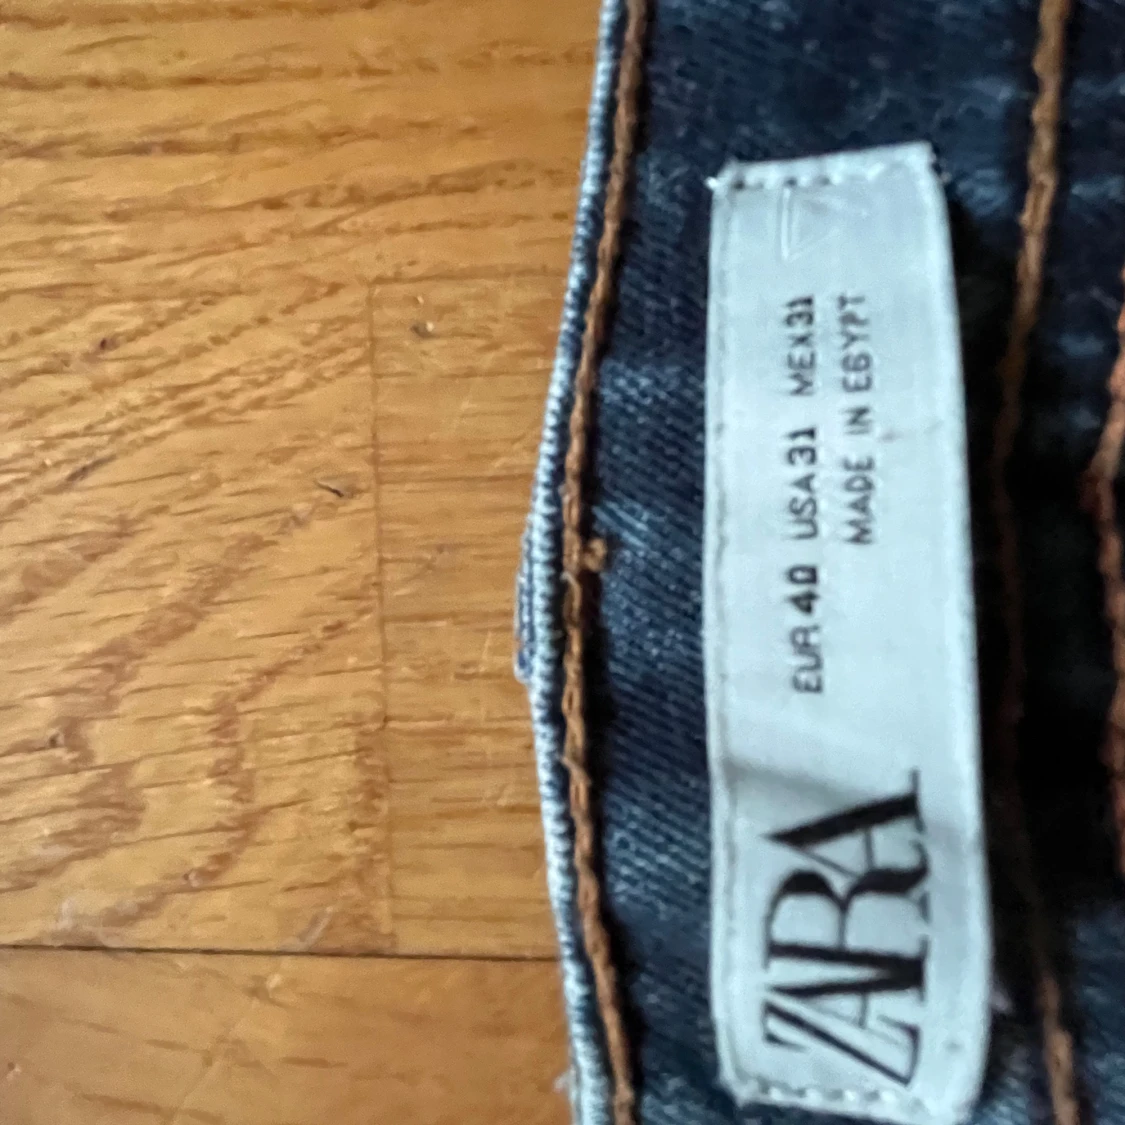 ZARA
EUR 40 USA 31 MEX 31
MADE IN EGYPT